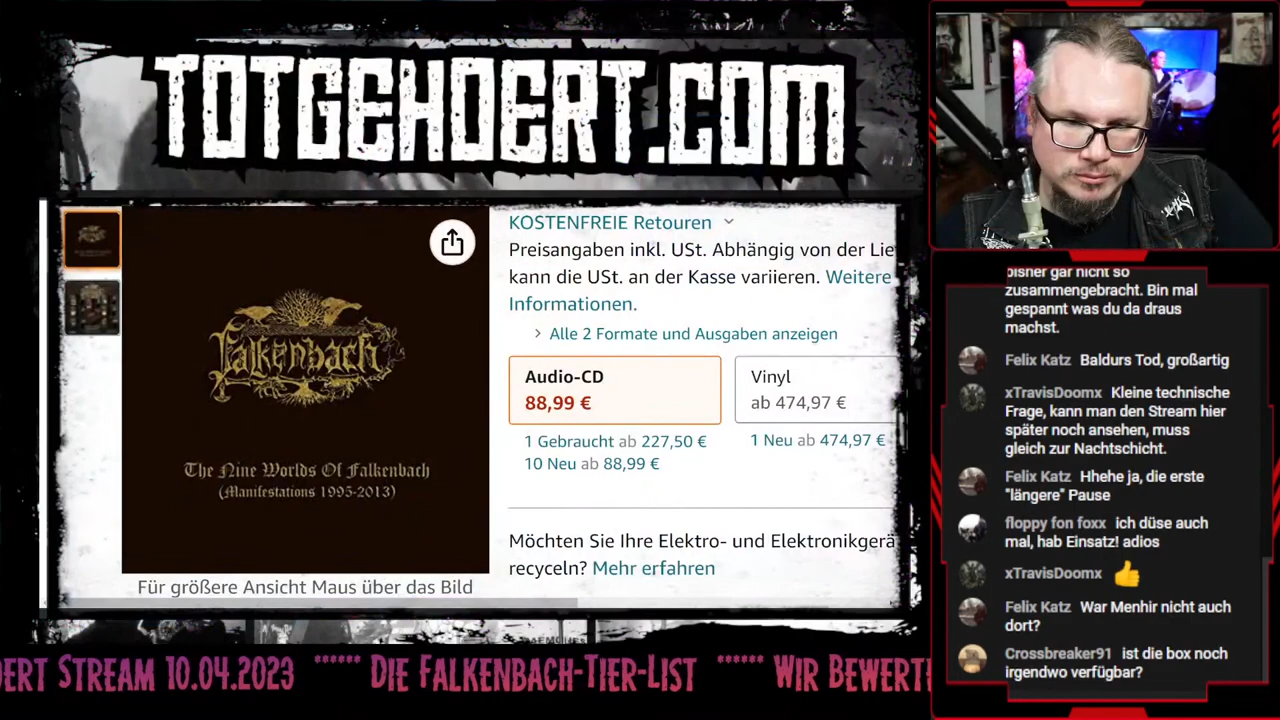 TOTGEHOERT.COM
Falkenbach
The Nine Worlds Of Falkenbach
(Manifestations 1995-2013)
Für größere Ansicht Maus über das Bild
KOSTENFREIE Retouren
Preisangaben inkl. USt. Abhängig von der Lie
kann die USt. an der Kasse variieren. Weitere
Informationen.
Alle 2 Formate und Ausgaben anzeigen
Audio-CD
88,99 €
Vinyl
ab 474,97 €
1 Gebraucht ab 227,50 €
10 Neu ab 88,99 €
1 Neu ab 474,97 €
Möchten Sie Ihre Elektro- und Elektronikgerä
recyceln? Mehr erfahren
bisher gar nicht so
zusammengebracht. Bin mal
gespannt was du da draus
machst.
Felix Katz Baldurs Tod, großartig
xTravisDoomx Kleine technische
Frage, kann man den Stream hier
später noch ansehen, muss
gleich zur Nachtschicht.
Felix Katz Hhehe ja, die erste
"längere" Pause
floppy fon foxx ich düse auch
mal, hab Einsatz! adios
xTravisDoomx 👍
Felix Katz War Menhir nicht auch
dort?
Crossbreaker91 ist die box noch
irgendwo verfügbar?
ERT STREAM 10.04.2023 ****** DIE FALKENBACH-TIER-LIST ****** WIR BEWERT